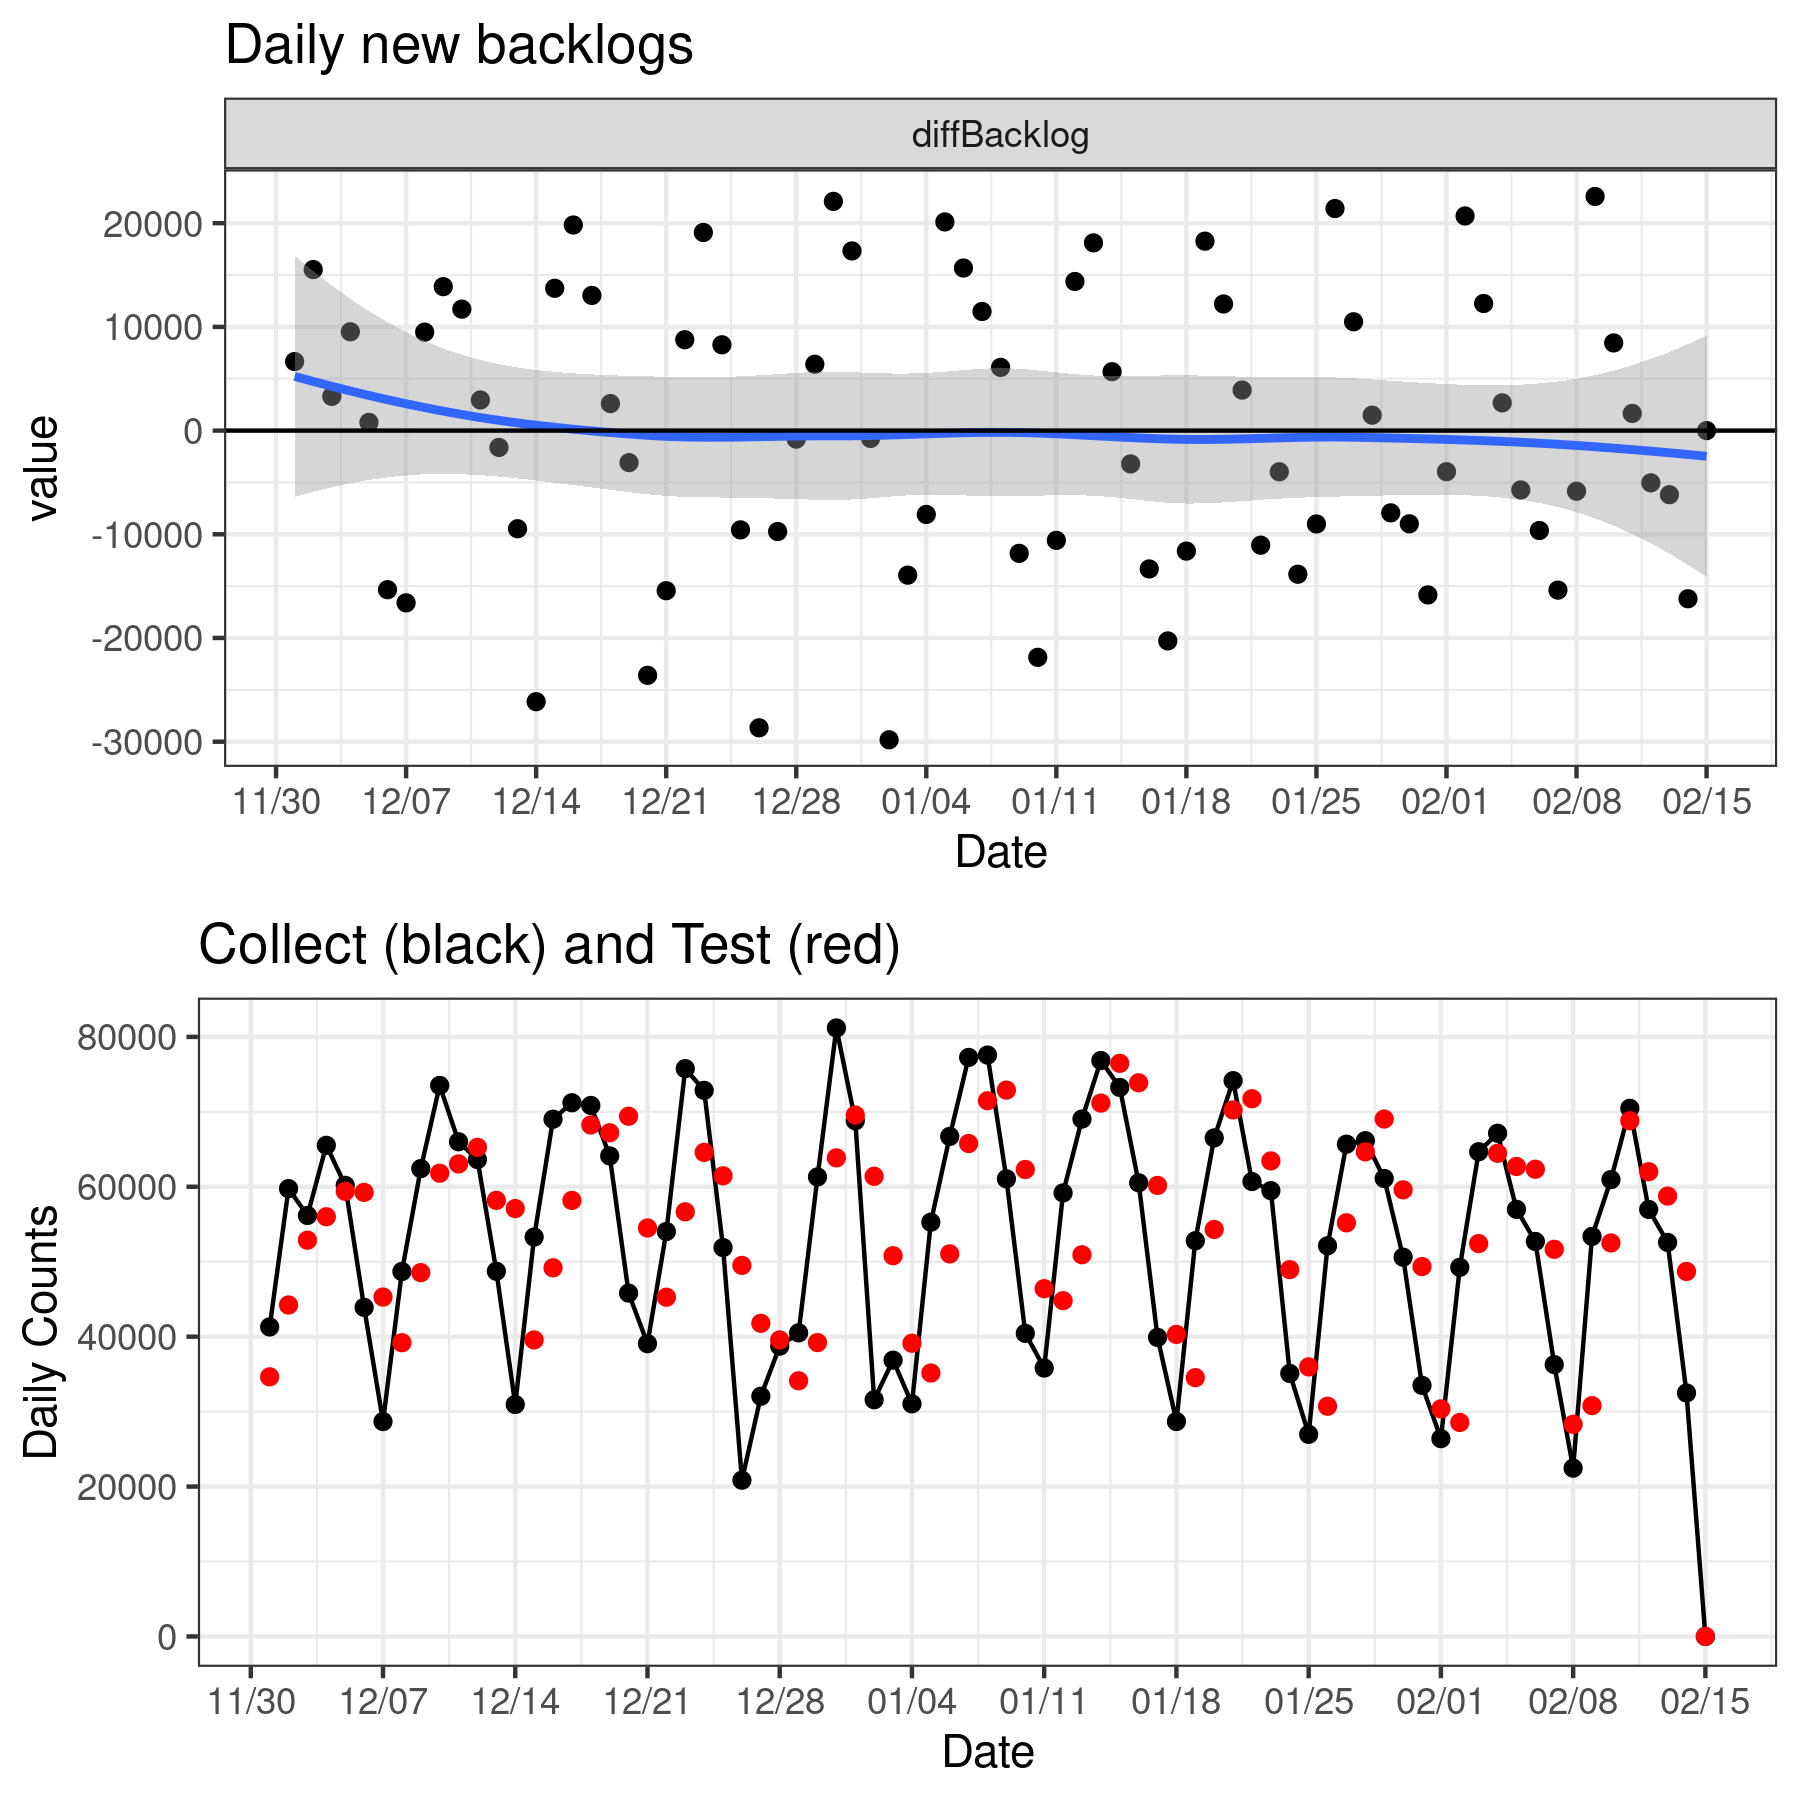 Daily new backlogs
diffBacklog
value
20000
10000
0
-10000
-20000
-30000
11/30 12/07 12/14 12/21 12/28 01/04 01/11 01/18 01/25 02/01 02/08 02/15
Date
Collect (black) and Test (red)
Daily Counts
80000
60000
40000
20000
0
11/30 12/07 12/14 12/21 12/28 01/04 01/11 01/18 01/25 02/01 02/08 02/15
Date